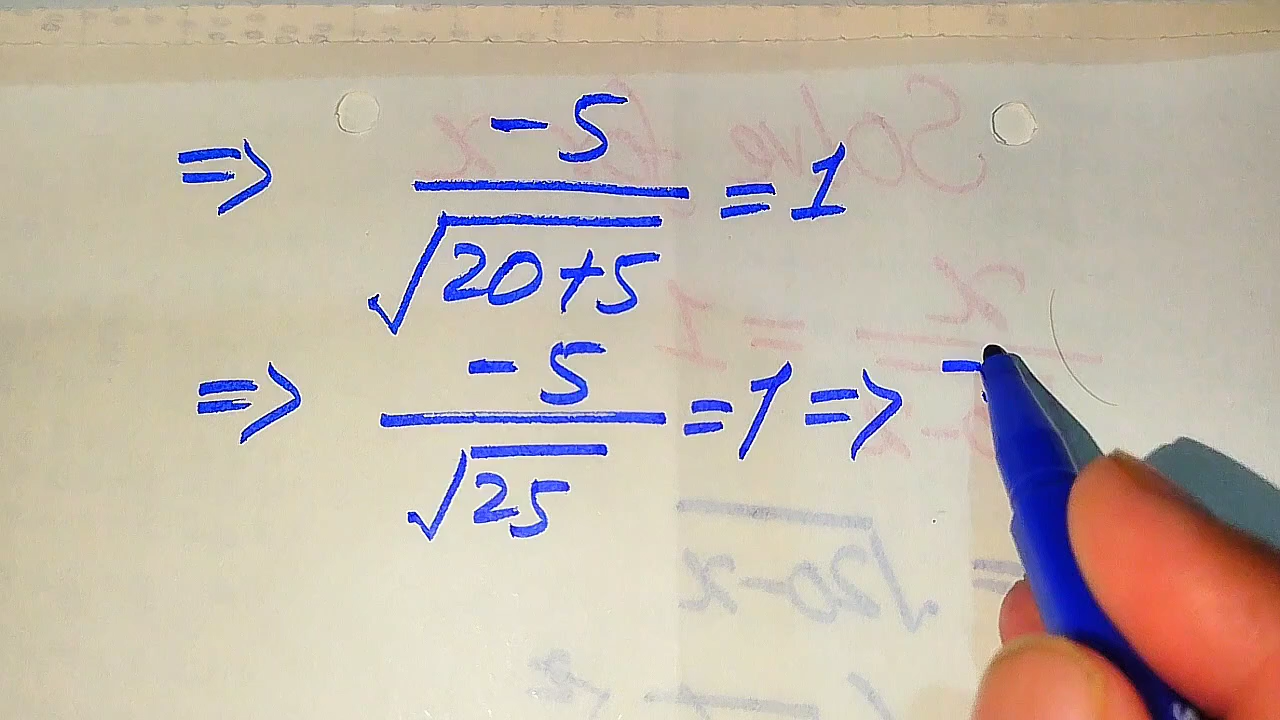 => -5/√(20+5) = 1
=> -5/√25 = 1 => -